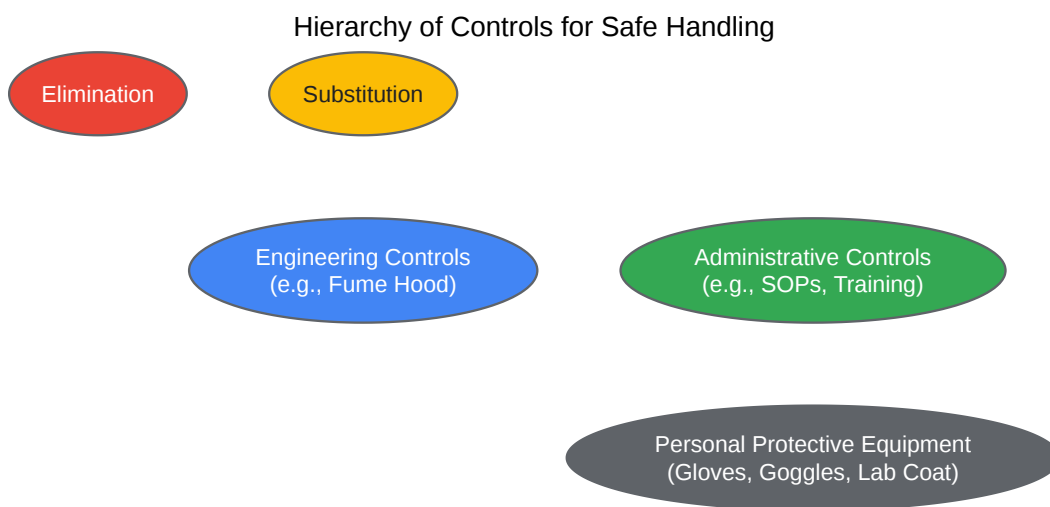 Hierarchy of Controls for Safe Handling
Elimination
Substitution
Engineering Controls
(e.g., Fume Hood)
Administrative Controls
(e.g., SOPs, Training)
Personal Protective Equipment
(Gloves, Goggles, Lab Coat)